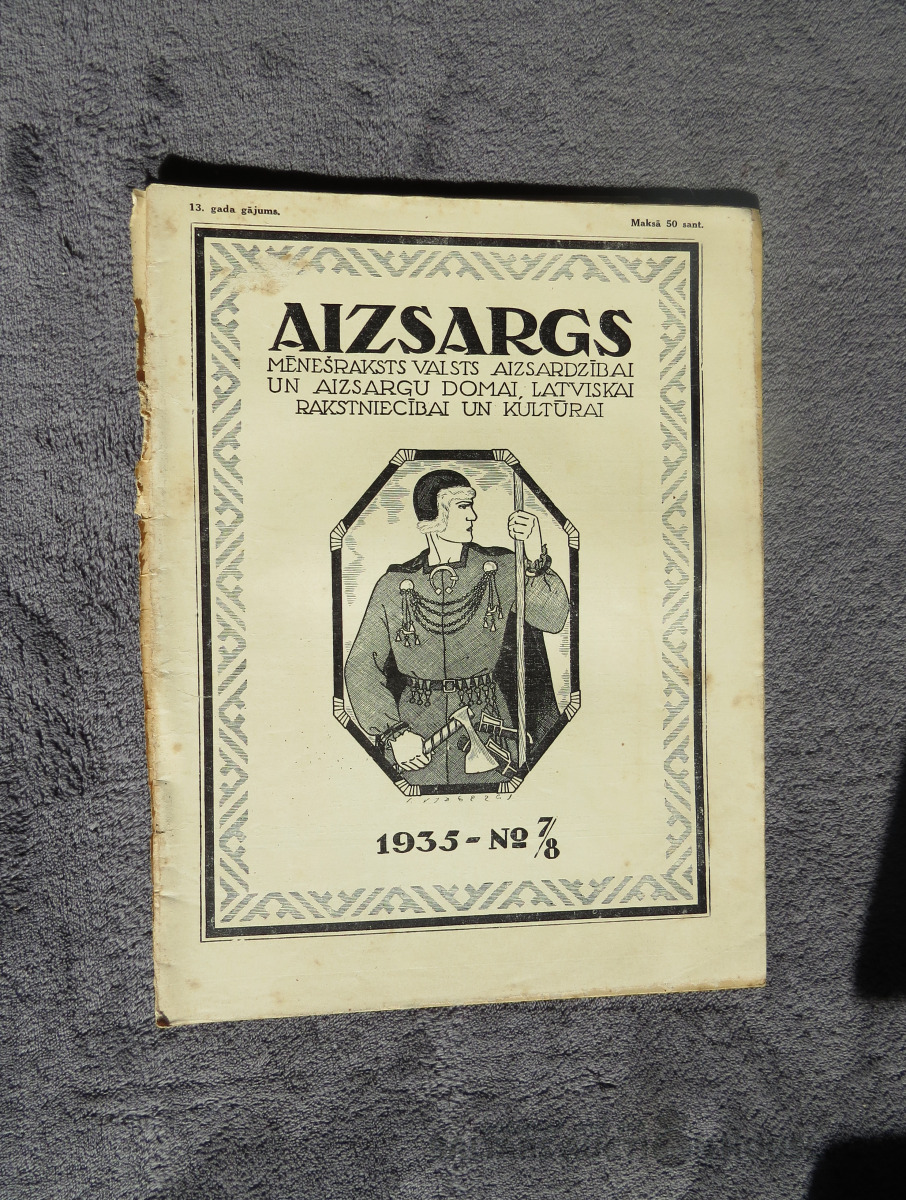 13. gada gājums.
Maksā 50 sant.
AIZSARGS
MĒNEŠRAKSTS VALSTS AIZSARDZĪBAI
UN AIZSARGU DOMAI, LATVISKAI
RAKSTNIECĪBAI UN KULTŪRAI
1935 - No 7/8